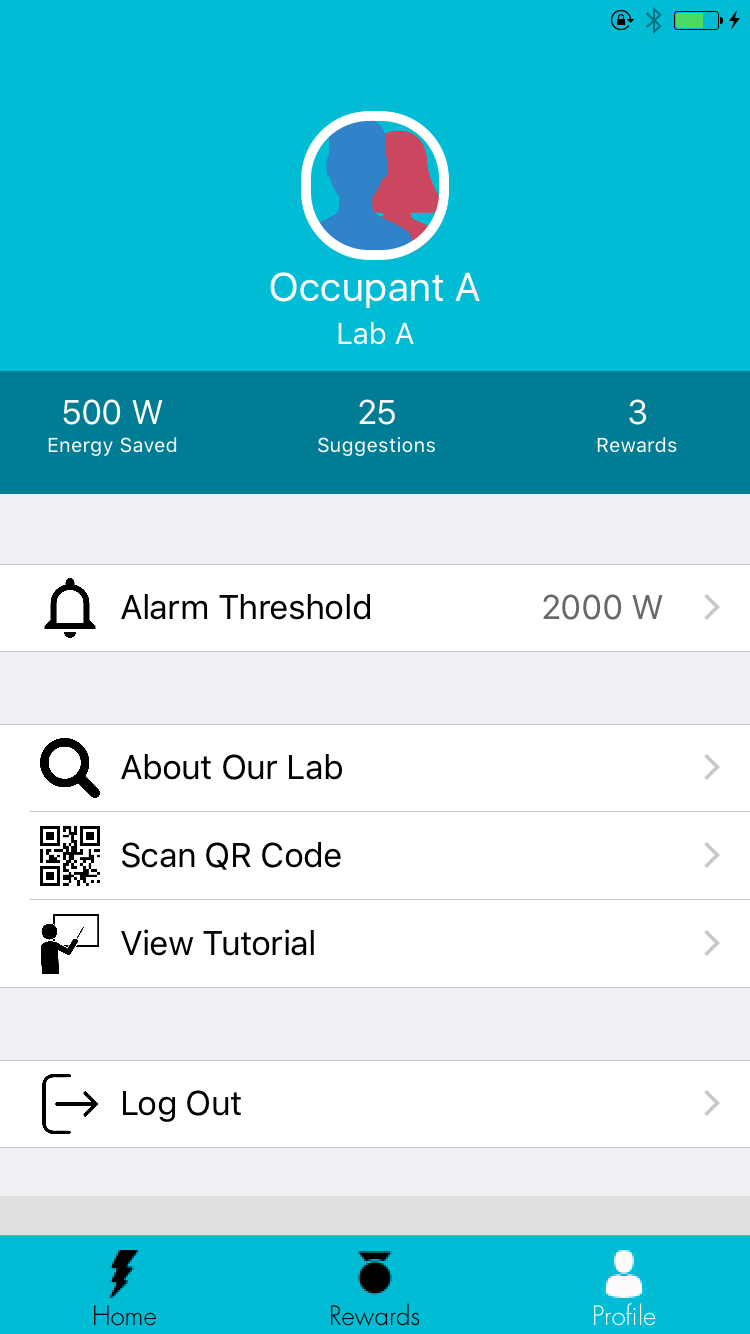 Occupant A
Lab A
500 W
Energy Saved
25
Suggestions
3
Rewards
Alarm Threshold 2000 W
About Our Lab
Scan QR Code
View Tutorial
Log Out
Home Rewards Profile